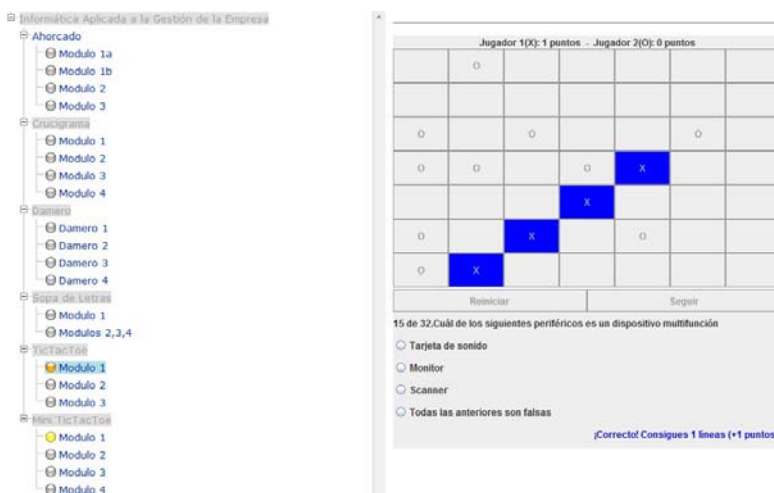 Informática Aplicada a la Gestión de la Empresa
Ahorcado
Modulo 1a
Modulo 1b
Modulo 2
Modulo 3
Crucigrama
Modulo 1
Modulo 2
Modulo 3
Modulo 4
Damero
Damero 1
Damero 2
Damero 3
Damero 4
Sopa de Letras
Modulo 1
Modulos 2,3,4
TicTacToe
Modulo 1
Modulo 2
Modulo 3
Mini TicTacToe
Modulo 1
Modulo 2
Modulo 3
Modulo 4
Jugador 1(X): 1 puntos - Jugador 2(O): 0 puntos
O
O O O
O O O X
X
O X O
O X
Reiniciar Seguir
15 de 32.Cuál de los siguientes periféricos es un dispositivo multifunción
Tarjeta de sonido
Monitor
Scanner
Todas las anteriores son falsas
¡Correcto! Consigues 1 lineas (+1 puntos